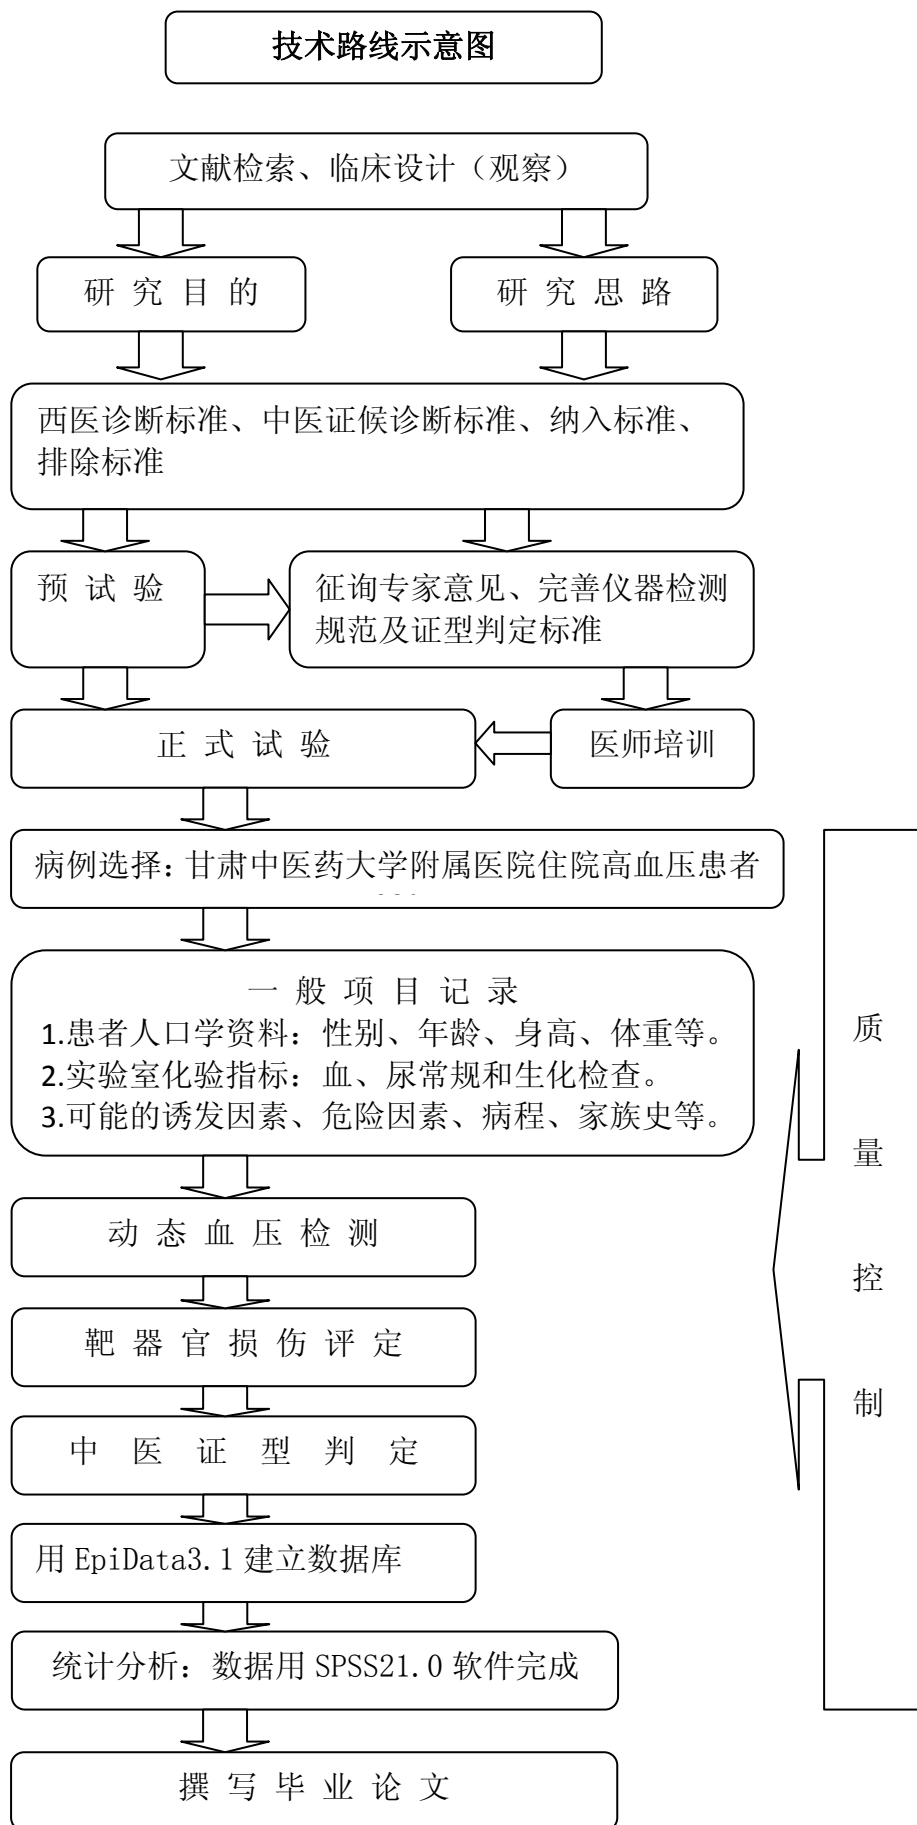 技术路线示意图
文献检索、临床设计（观察）
研究目的
研究思路
西医诊断标准、中医证候诊断标准、纳入标准、
排除标准
预试验
征询专家意见、完善仪器检测
规范及证型判定标准
正式试验
医师培训
病例选择：甘肃中医药大学附属医院住院高血压患者
一般项目记录
1.患者人口学资料：性别、年龄、身高、体重等。
2.实验室化验指标：血、尿常规和生化检查。
3.可能的诱发因素、危险因素、病程、家族史等。
动态血压检测
靶器官损伤评定
中医证型判定
用 EpiData3.1 建立数据库
统计分析：数据用 SPSS21.0 软件完成
撰写毕业论文
质
量
控
制